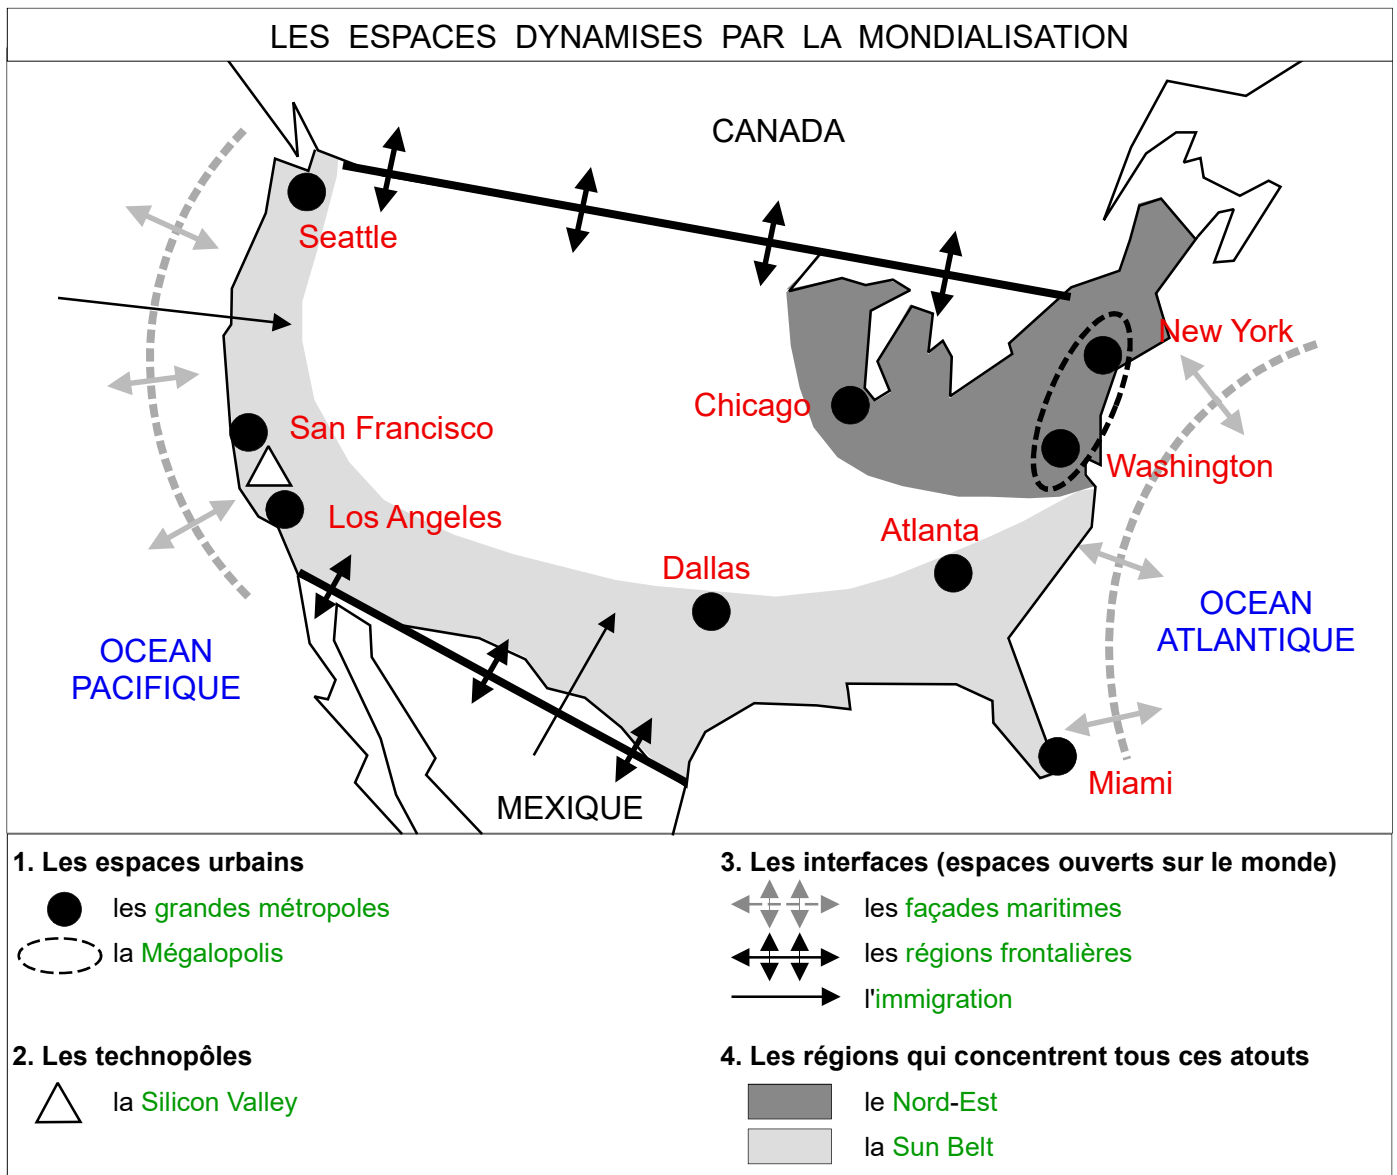 LES ESPACES DYNAMISES PAR LA MONDIALISATION
CANADA
Seattle
New York
Chicago
San Francisco
Washington
Los Angeles
Atlanta
Dallas
OCEAN
ATLANTIQUE
OCEAN
PACIFIQUE
Miami
MEXIQUE
1. Les espaces urbains
les grandes métropoles
la Mégalopolis
2. Les technopôles
la Silicon Valley
3. Les interfaces (espaces ouverts sur le monde)
les façades maritimes
les régions frontalières
l'immigration
4. Les régions qui concentrent tous ces atouts
le Nord-Est
la Sun Belt